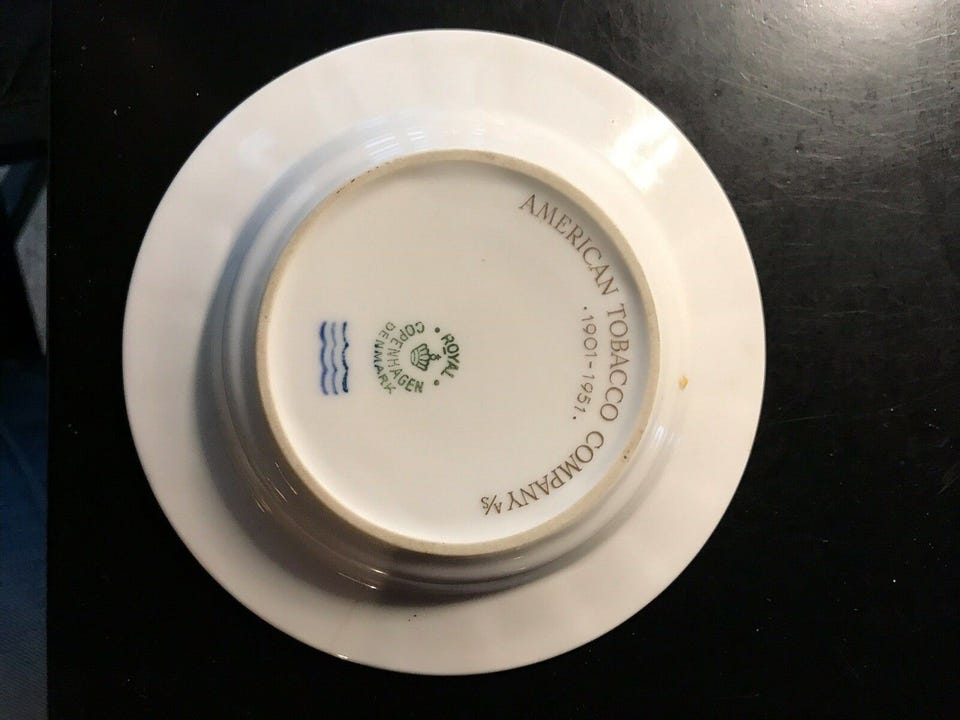 AMERICAN TOBACCO COMPANY A/S
.1901-1951.
ROYAL
COPENHAGEN
DENMARK